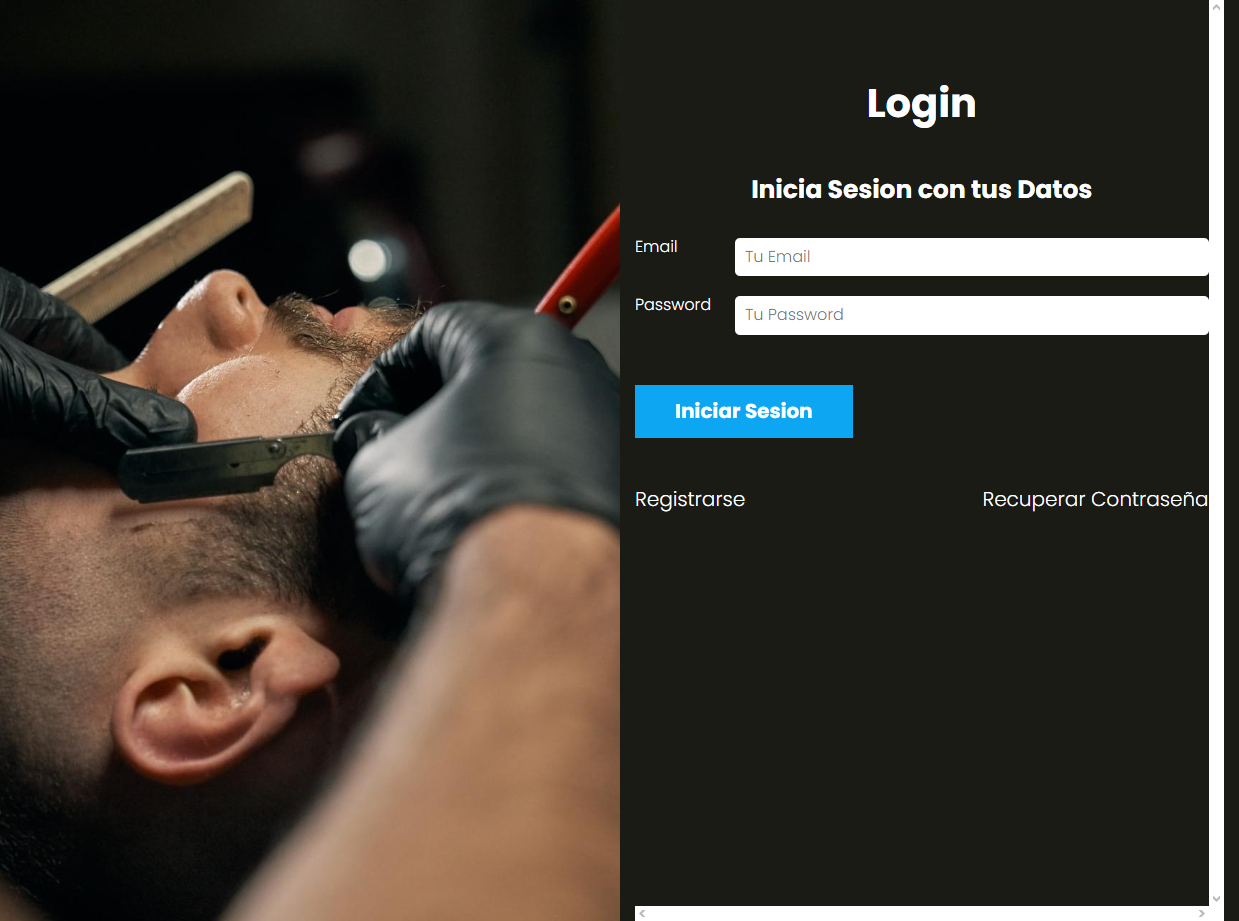 Login
Inicia Sesion con tus Datos
Email
Tu Email
Password
Tu Password
Iniciar Sesion
Registrarse
Recuperar Contraseña